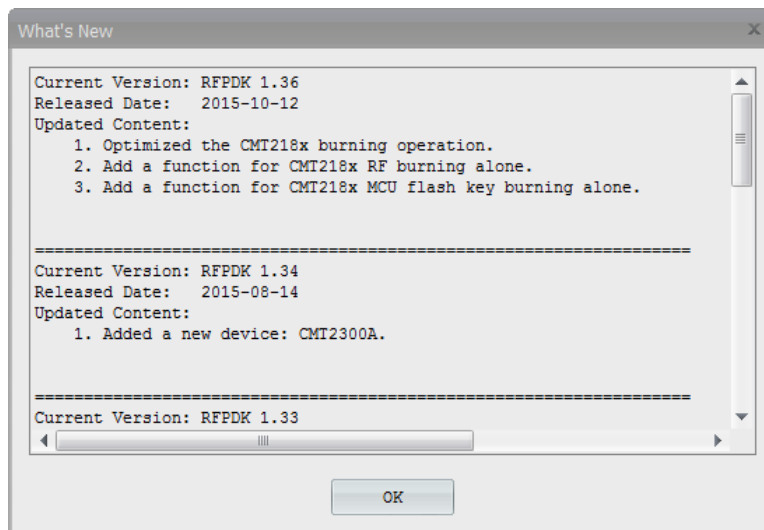 What's New
Current Version: RFPDK 1.36
Released Date:   2015-10-12
Updated Content:
    1. Optimized the CMT218x burning operation.
    2. Add a function for CMT218x RF burning alone.
    3. Add a function for CMT218x MCU flash key burning alone.
===================================================================
Current Version: RFPDK 1.34
Released Date:   2015-08-14
Updated Content:
    1. Added a new device: CMT2300A.
===================================================================
Current Version: RFPDK 1.33
OK